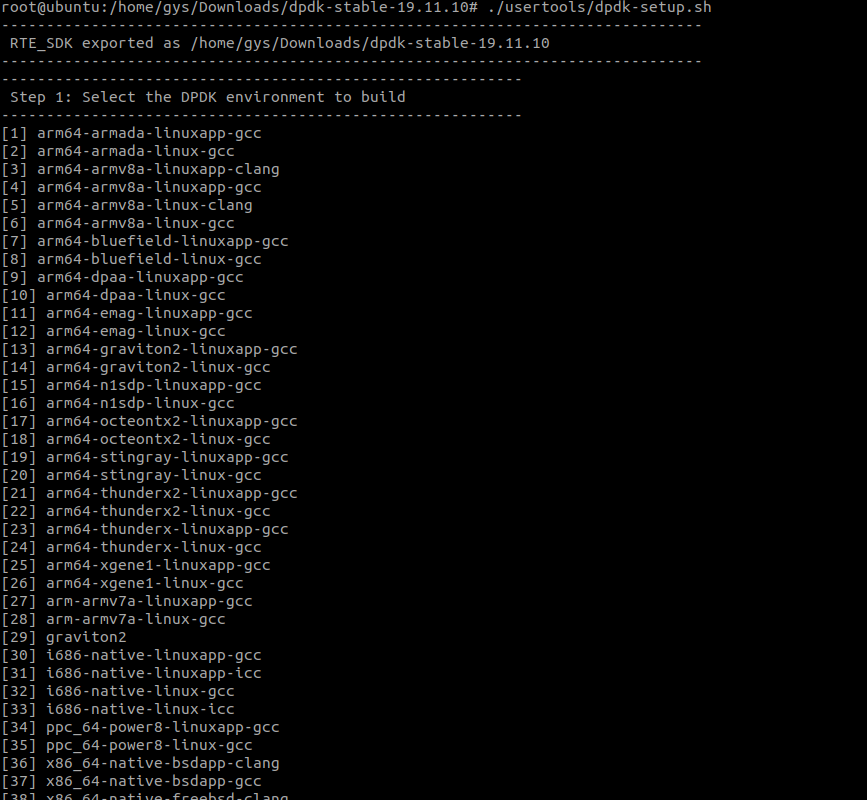 root@ubuntu:/home/gys/Downloads/dpdk-stable-19.11.10# ./usertools/dpdk-setup.sh
------------------------------------------------------------------------------
 RTE_SDK exported as /home/gys/Downloads/dpdk-stable-19.11.10
------------------------------------------------------------------------------
----------------------------------------------------------
 Step 1: Select the DPDK environment to build
----------------------------------------------------------
[1] arm64-armada-linuxapp-gcc
[2] arm64-armada-linux-gcc
[3] arm64-armv8a-linuxapp-clang
[4] arm64-armv8a-linuxapp-gcc
[5] arm64-armv8a-linux-clang
[6] arm64-armv8a-linux-gcc
[7] arm64-bluefield-linuxapp-gcc
[8] arm64-bluefield-linux-gcc
[9] arm64-dpaa-linuxapp-gcc
[10] arm64-dpaa-linux-gcc
[11] arm64-emag-linuxapp-gcc
[12] arm64-emag-linux-gcc
[13] arm64-graviton2-linuxapp-gcc
[14] arm64-graviton2-linux-gcc
[15] arm64-n1sdp-linuxapp-gcc
[16] arm64-n1sdp-linux-gcc
[17] arm64-octeontx2-linuxapp-gcc
[18] arm64-octeontx2-linux-gcc
[19] arm64-stingray-linuxapp-gcc
[20] arm64-stingray-linux-gcc
[21] arm64-thunderx2-linuxapp-gcc
[22] arm64-thunderx2-linux-gcc
[23] arm64-thunderx-linuxapp-gcc
[24] arm64-thunderx-linux-gcc
[25] arm64-xgene1-linuxapp-gcc
[26] arm64-xgene1-linux-gcc
[27] arm-armv7a-linuxapp-gcc
[28] arm-armv7a-linux-gcc
[29] graviton2
[30] i686-native-linuxapp-gcc
[31] i686-native-linuxapp-icc
[32] i686-native-linux-gcc
[33] i686-native-linux-icc
[34] ppc_64-power8-linuxapp-gcc
[35] ppc_64-power8-linux-gcc
[36] x86_64-native-bsdapp-clang
[37] x86_64-native-bsdapp-gcc
[38] x86_64-native-freebsd-clang